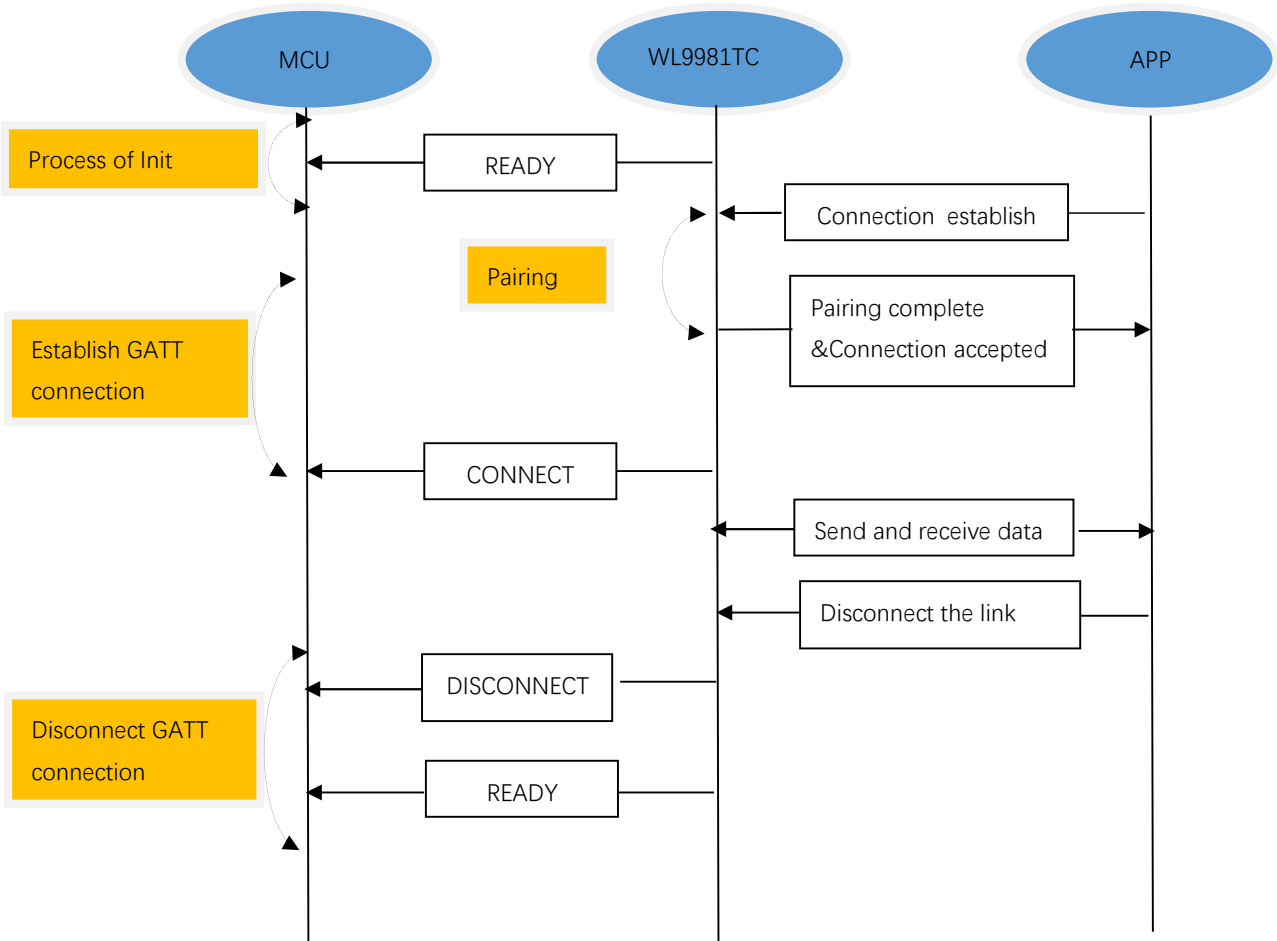 MCU
WL9981TC
APP
Process of Init
READY
Connection establish
Pairing
Pairing complete
&Connection accepted
Establish GATT
connection
CONNECT
Send and receive data
Disconnect the link
DISCONNECT
Disconnect GATT
connection
READY